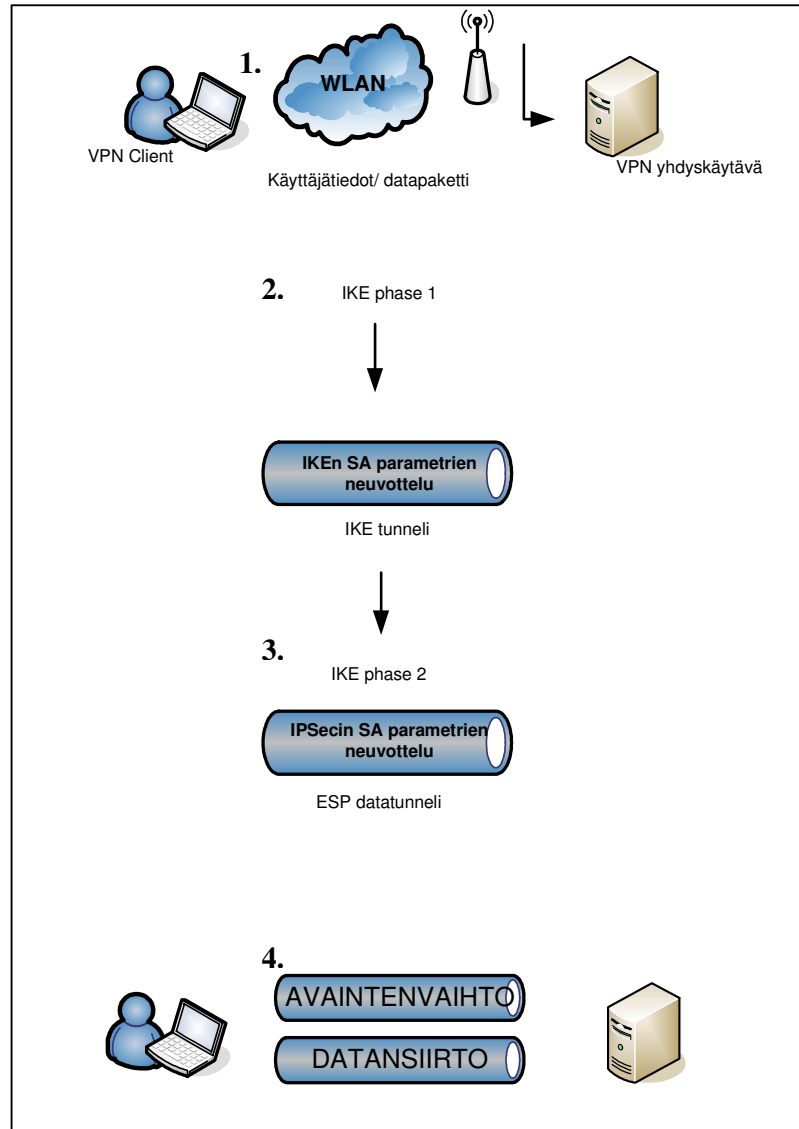 1.
WLAN
VPN Client
Käyttäjätiedot/ datapaketti
VPN yhdyskäytävä
2.
IKE phase 1
IKEn SA parametrien
neuvottelu
IKE tunneli
3.
IKE phase 2
IPSecin SA parametrien
neuvottelu
ESP datatunneli
4.
AVAINTENVAIHTO
DATANSIIRTO